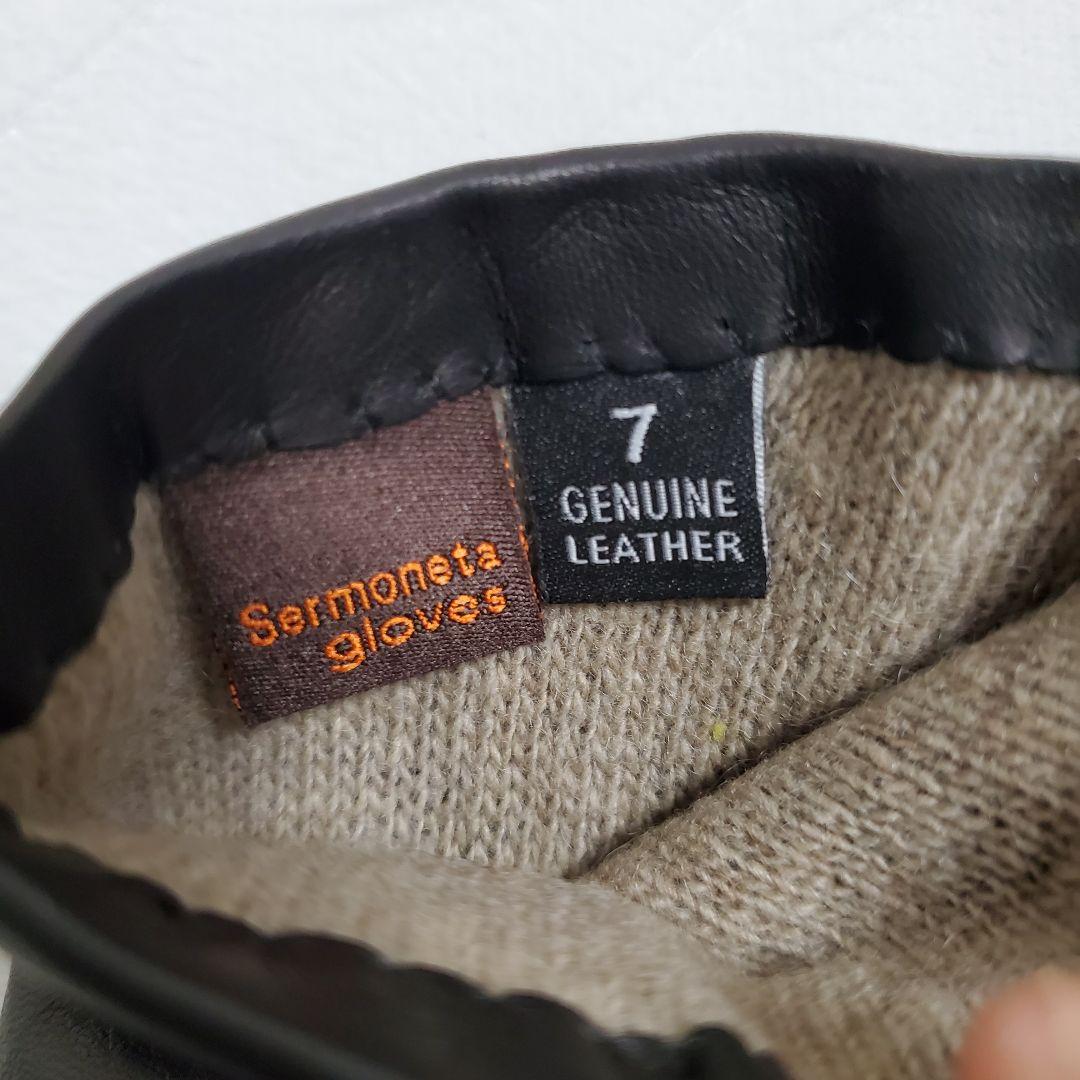 Sermoneta
gloves
7
GENUINE
LEATHER